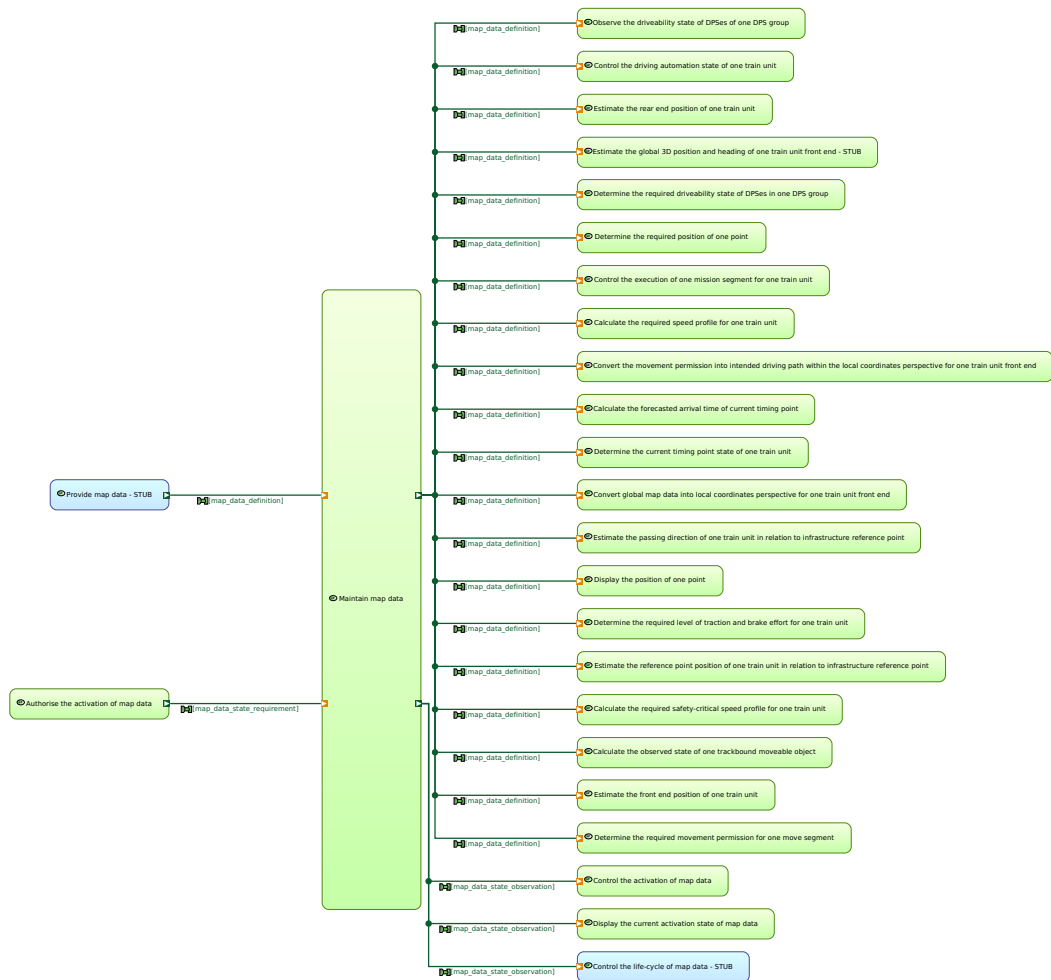 Observe the driveability state of DPSes of one DPS group
[map_data_definition]
Control the driving automation state of one train unit
[map_data_definition]
Estimate the rear end position of one train unit
[map_data_definition]
Estimate the global 3D position and heading of one train unit front end - STUB
[map_data_definition]
Determine the required driveability state of DPSes in one DPS group
[map_data_definition]
Determine the required position of one point
[map_data_definition]
Control the execution of one mission segment for one train unit
[map_data_definition]
Calculate the required speed profile for one train unit
[map_data_definition]
Convert the movement permission into intended driving path within the local coordinates perspective for one train unit front end
[map_data_definition]
Calculate the forecasted arrival time of current timing point
[map_data_definition]
Determine the current timing point state of one train unit
[map_data_definition]
Provide map data - STUB
[map_data_definition]
Convert global map data into local coordinates perspective for one train unit front end
[map_data_definition]
Estimate the passing direction of one train unit in relation to infrastructure reference point
[map_data_definition]
Display the position of one point
[map_data_definition]
Maintain map data
Determine the required level of traction and brake effort for one train unit
[map_data_definition]
Estimate the reference point position of one train unit in relation to infrastructure reference point
[map_data_definition]
Authorise the activation of map data
[map_data_state_requirement]
Calculate the required safety-critical speed profile for one train unit
[map_data_definition]
Calculate the observed state of one trackbound moveable object
[map_data_definition]
Estimate the front end position of one train unit
[map_data_definition]
Determine the required movement permission for one move segment
[map_data_definition]
Control the activation of map data
[map_data_state_observation]
Display the current activation state of map data
[map_data_state_observation]
Control the life-cycle of map data - STUB
[map_data_state_observation]